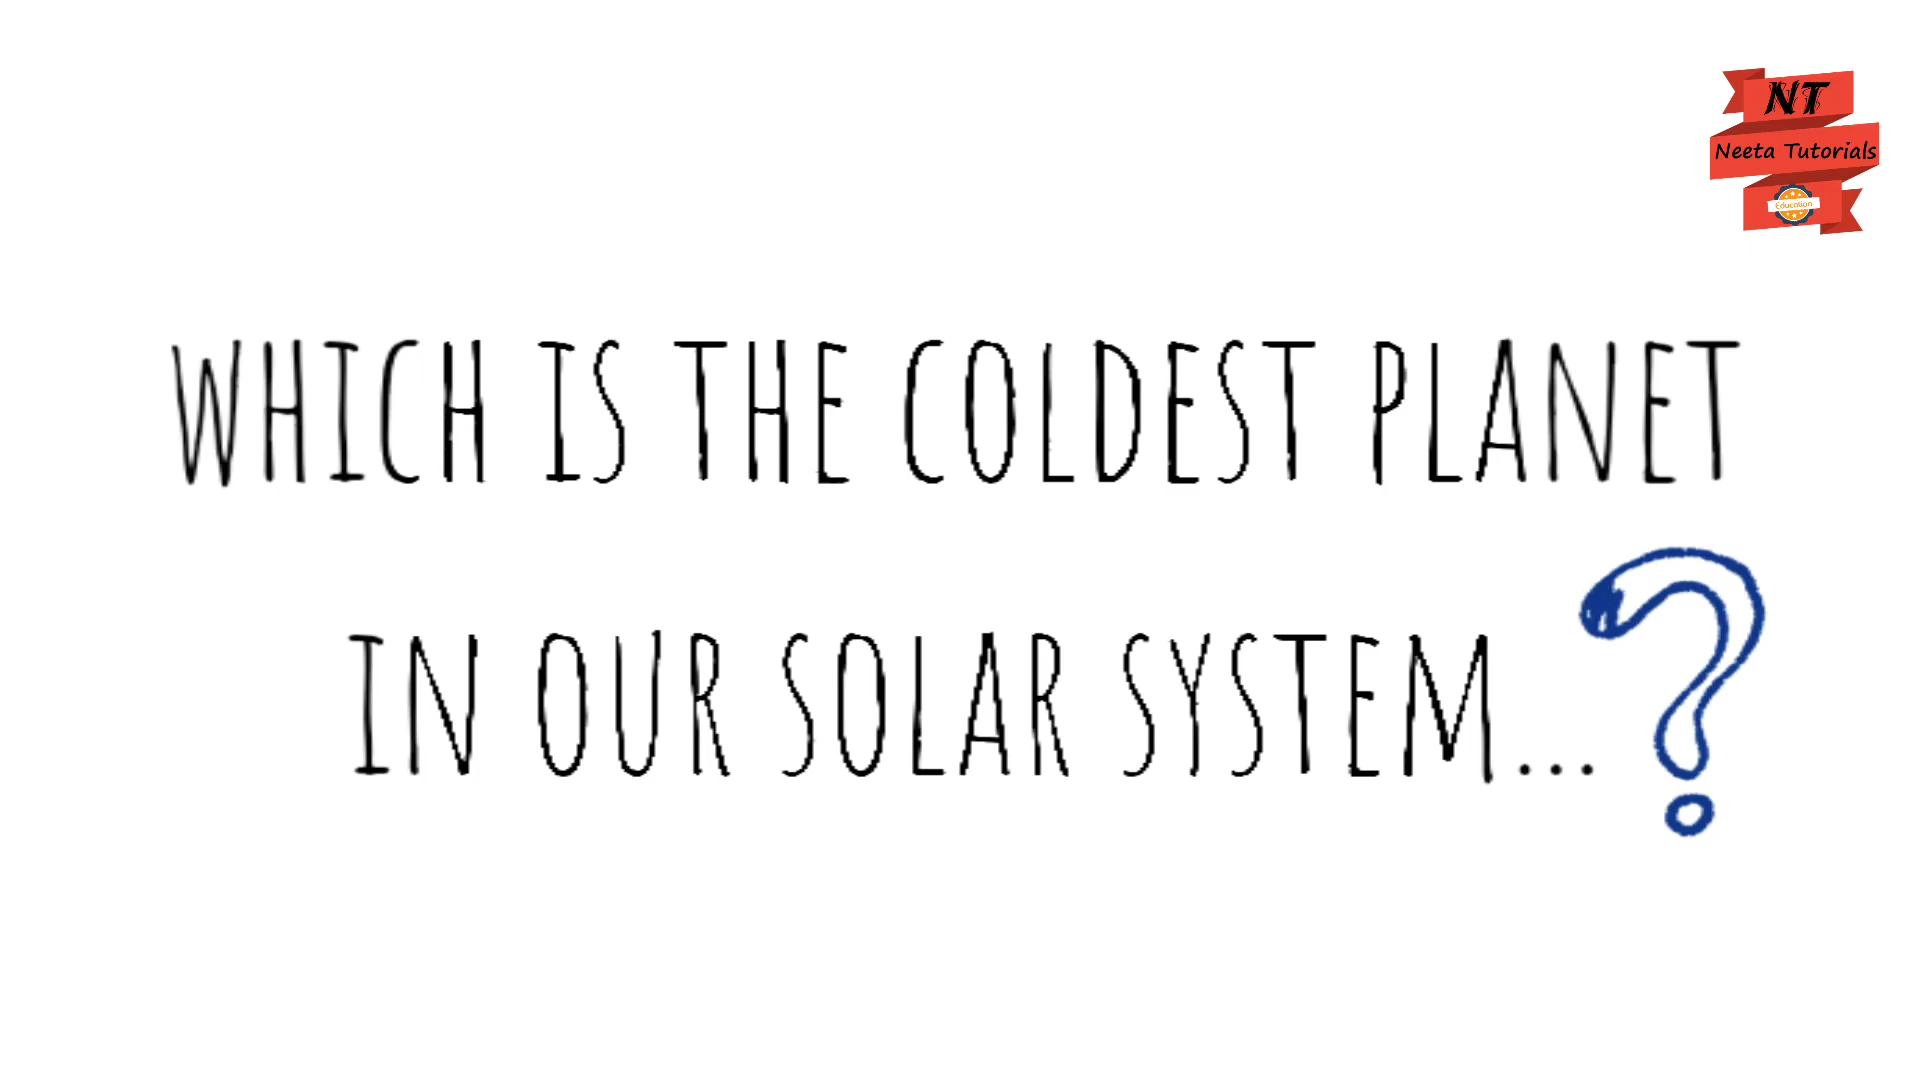 NT
Neeta Tutorials
Education
WHICH IS THE COLDEST PLANET
IN OUR SOLAR SYSTEM...?